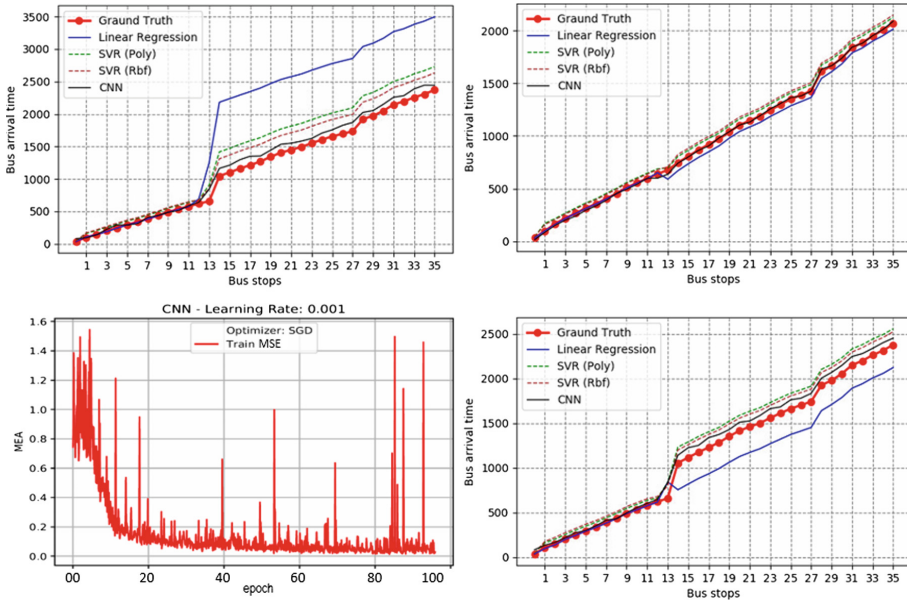 3500
3000
2500
2000
1500
1000
500
0
Bus arrival time
Ground Truth
Linear Regression
SVR (Poly)
SVR (Rbf)
CNN
1 3 5 7 9 11 13 15 17 19 21 23 25 27 29 31 33 35
Bus stops
2000
1500
1000
500
0
Bus arrival time
Ground Truth
Linear Regression
SVR (Poly)
SVR (Rbf)
CNN
1 3 5 7 9 11 13 15 17 19 21 23 25 27 29 31 33 35
Bus stops
CNN - Learning Rate: 0.001
1.6
1.4
1.2
1.0
0.8
0.6
0.4
0.2
0.0
MEA
Optimizer: SGD
Train MSE
00 20 40 60 80 100
epoch
2500
2000
1500
1000
500
0
Bus arrival time
Ground Truth
Linear Regression
SVR (Poly)
SVR (Rbf)
CNN
1 3 5 7 9 11 13 15 17 19 21 23 25 27 29 31 33 35
Bus stops